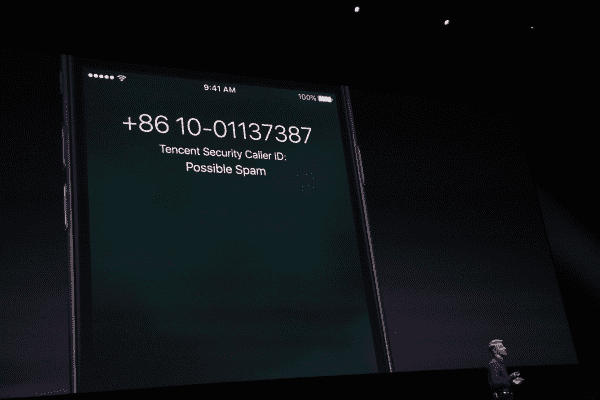 9:41 AM
100%
+86 10-01137387
Tencent Security Caller ID:
Possible Spam